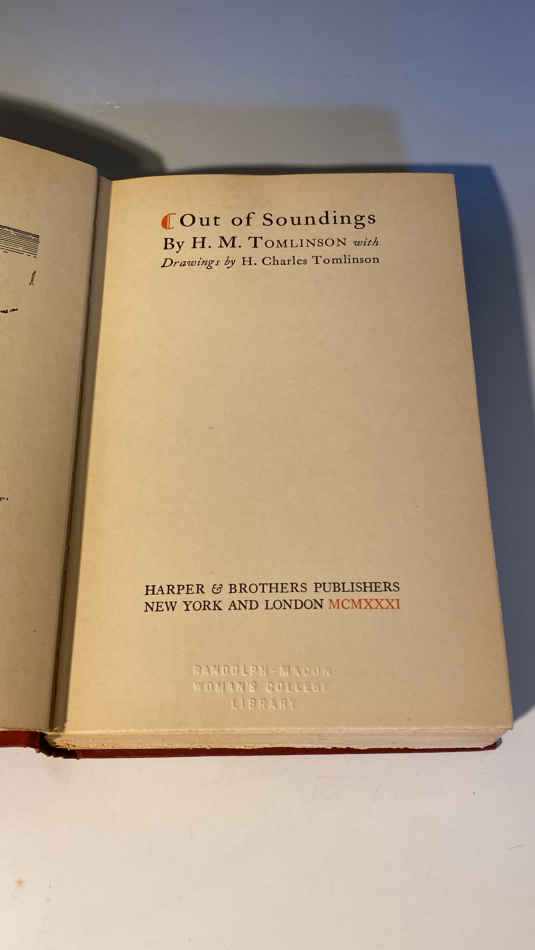 Out of Soundings
By H. M. TOMLINSON with
Drawings by H. Charles Tomlinson
HARPER & BROTHERS PUBLISHERS
NEW YORK AND LONDON MCMXXXI
RANDOLPH-MACON
WOMAN'S COLLEGE
LIBRARY